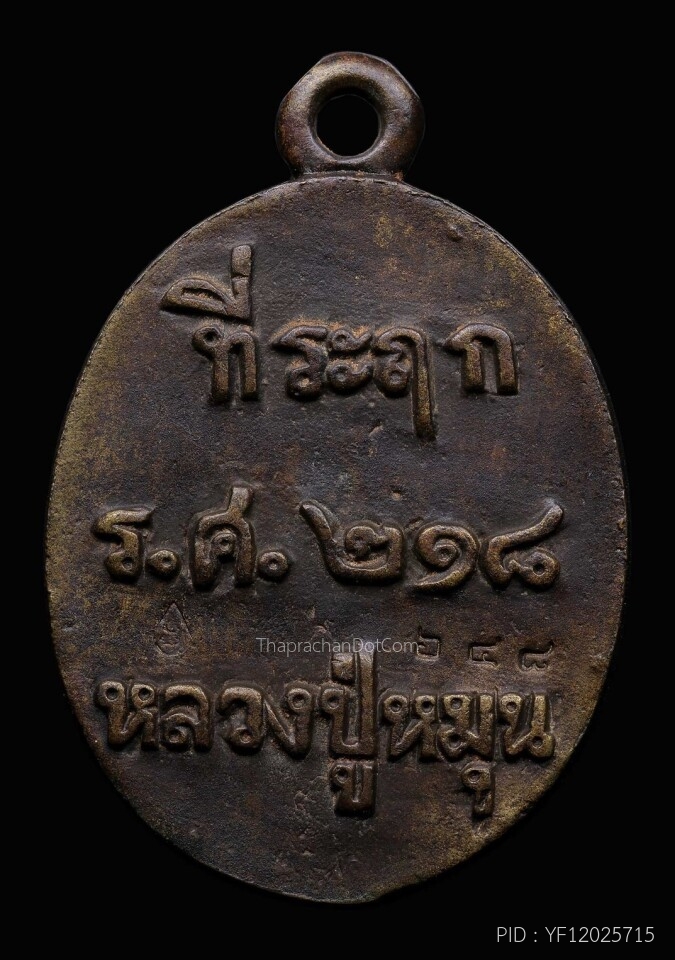 ที่ระฤก
ร.ศ. ๒๑๘
ThaprachanDotCom
๖๔๘
หลวงปู่หมุน
PID : YF12025715